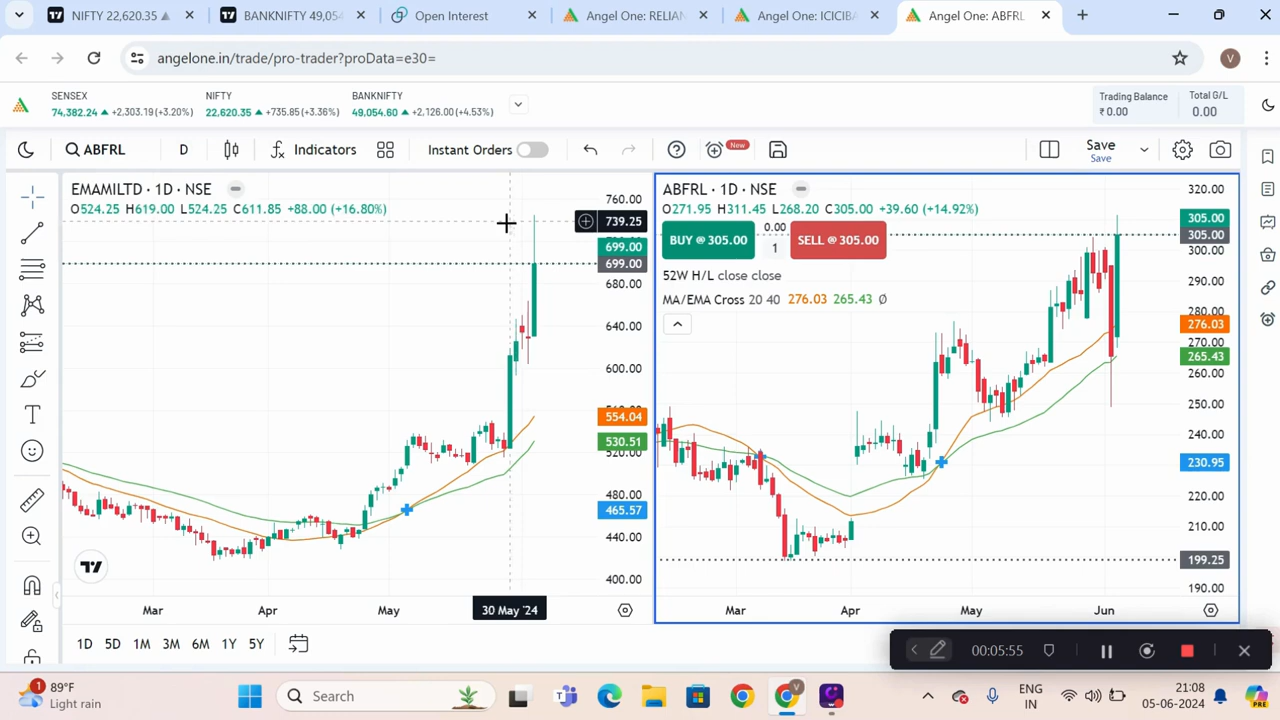 NIFTY 22,620.35
BANKNIFTY 49,054
Open Interest
Angel One: RELIAN
Angel One: ICICIBA
Angel One: ABFRL
angelone.in/trade/pro-trader?proData=e30=
V
SENSEX
74,382.24 +2,303.19(+3.20%)
NIFTY
22,620.35 +735.85(+3.36%)
BANKNIFTY
49,054.60 +2,126.00(+4.53%)
Trading Balance
₹ 0.00
Total G/L
0.00
ABFRL
D
Indicators
Instant Orders
New
Save
Save
EMAMILTD · 1D · NSE
O524.25 H619.00 L524.25 C611.85 +88.00 (+16.80%)
760.00
739.25
699.00
699.00
680.00
640.00
600.00
554.04
530.51
520.00
480.00
465.57
440.00
400.00
Mar
Apr
May
30 May '24
ABFRL · 1D · NSE
O271.95 H311.45 L268.20 C305.00 +39.60 (+14.92%)
BUY @ 305.00
0.00
1
SELL @ 305.00
52W H/L close close
MA/EMA Cross 20 40 276.03 265.43 Ø
320.00
305.00
305.00
300.00
290.00
280.00
276.03
270.00
265.43
260.00
250.00
240.00
230.95
220.00
210.00
199.25
190.00
Mar
Apr
May
Jun
1D
5D
1M
3M
6M
1Y
5Y
00:05:55
1
89°F
Light rain
Search
V
ENG
IN
21:08
05-06-2024
PRE